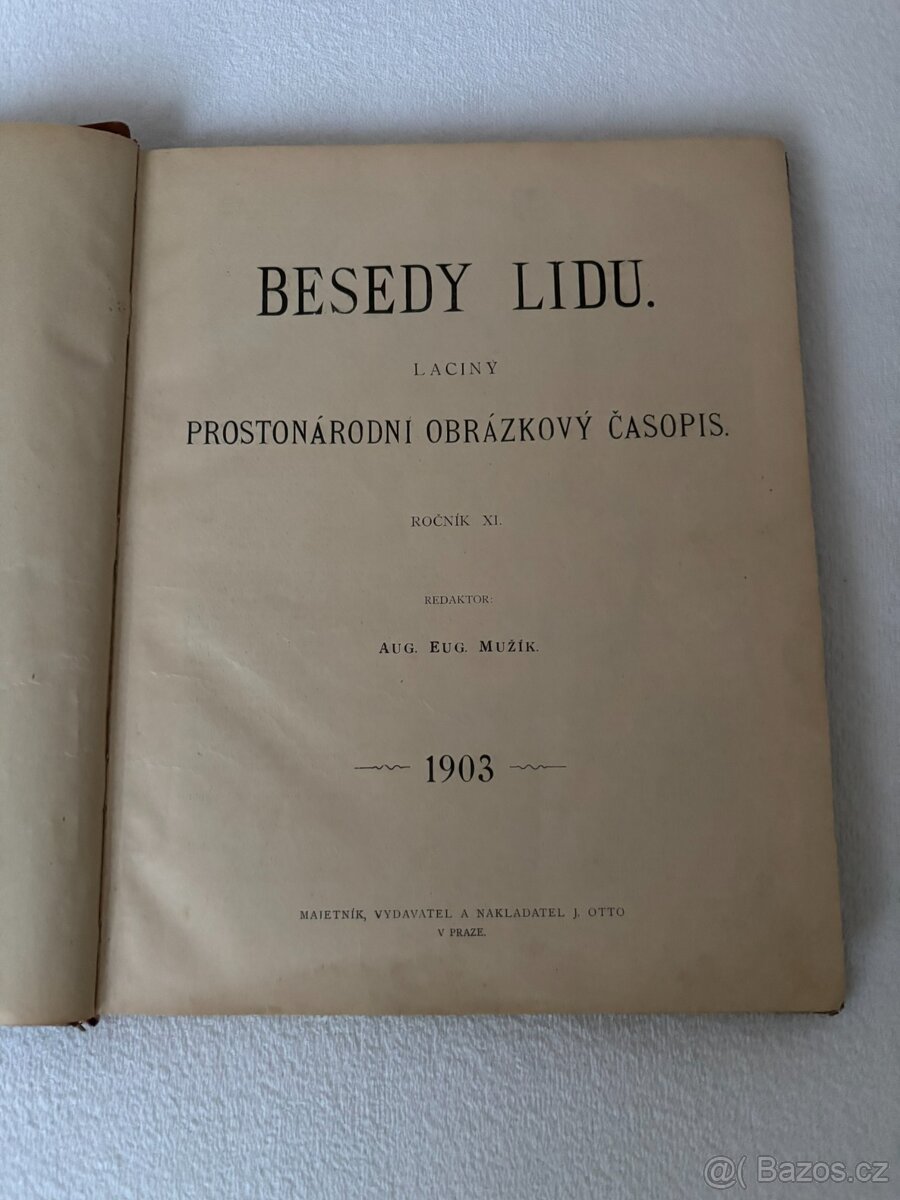 BESEDY LIDU.
LACINÝ
PROSTONÁRODNÍ OBRÁZKOVÝ ČASOPIS.
ROČNÍK XI.
REDAKTOR:
AUG. EUG. MUŽÍK.
1903
MAJETNÍK, VYDAVATEL A NAKLADATEL J. OTTO
V PRAZE.
@( Bazos.cz